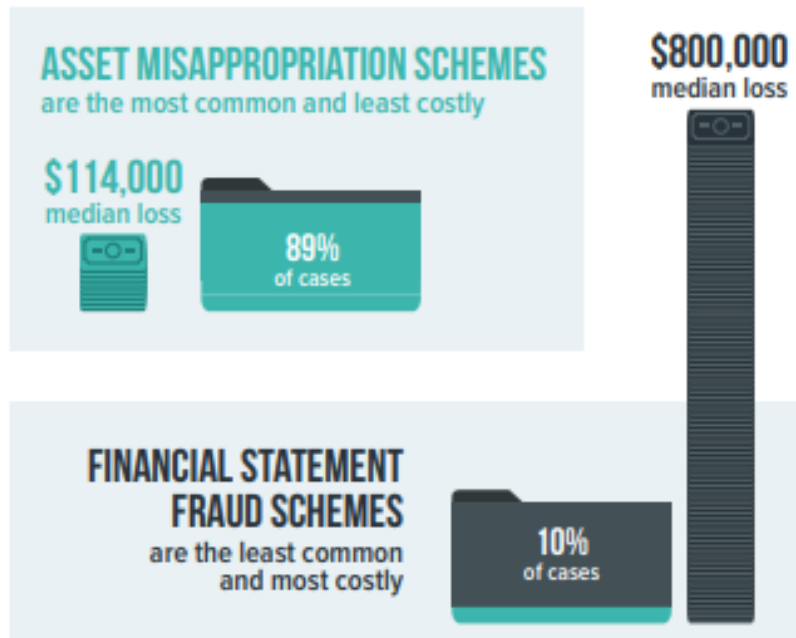 ASSET MISAPPROPRIATION SCHEMES
are the most common and least costly
$114,000
median loss
89%
of cases
$800,000
median loss
FINANCIAL STATEMENT
FRAUD SCHEMES
are the least common
and most costly
10%
of cases